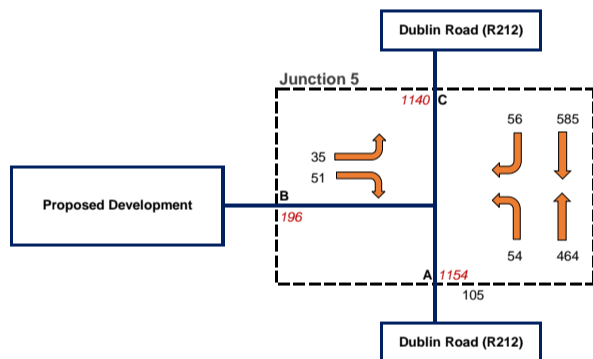 Dublin Road (R212)
Junction 5
1140 C
56 585
35
51
Proposed Development
B
196
54 464
A 1154
105
Dublin Road (R212)